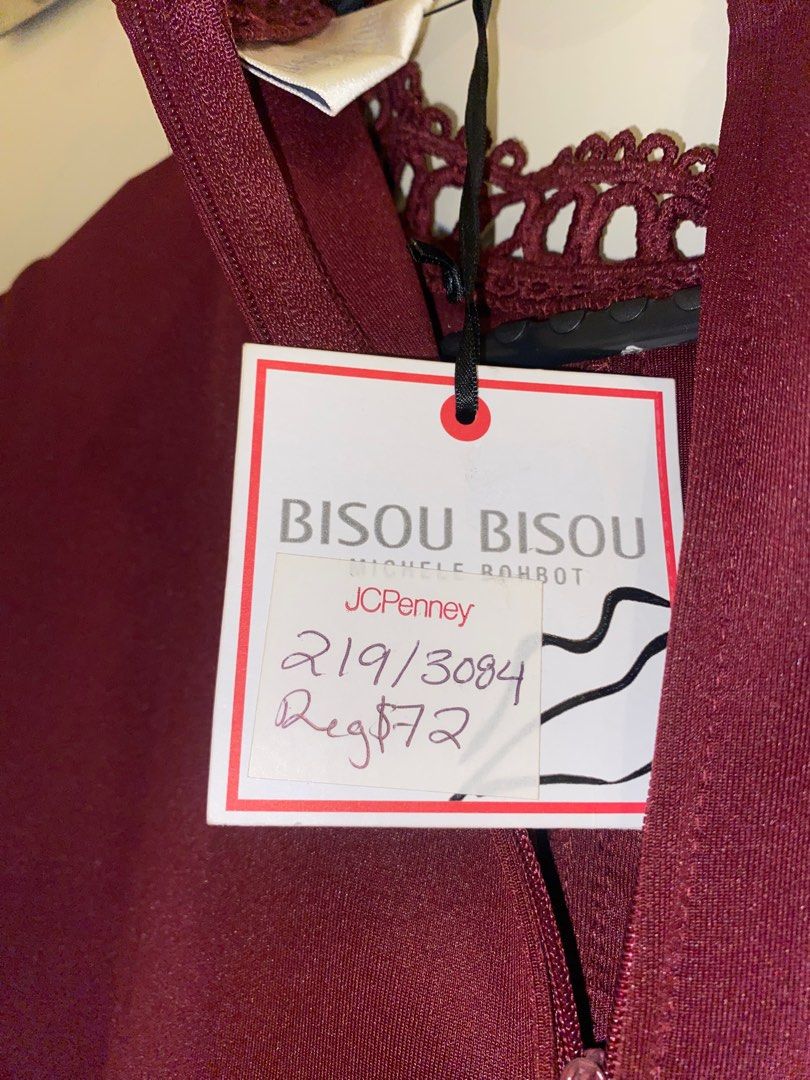 BISOU BISOU
MICHELE BOHBOT
JCPenney
219/3084
Reg$72